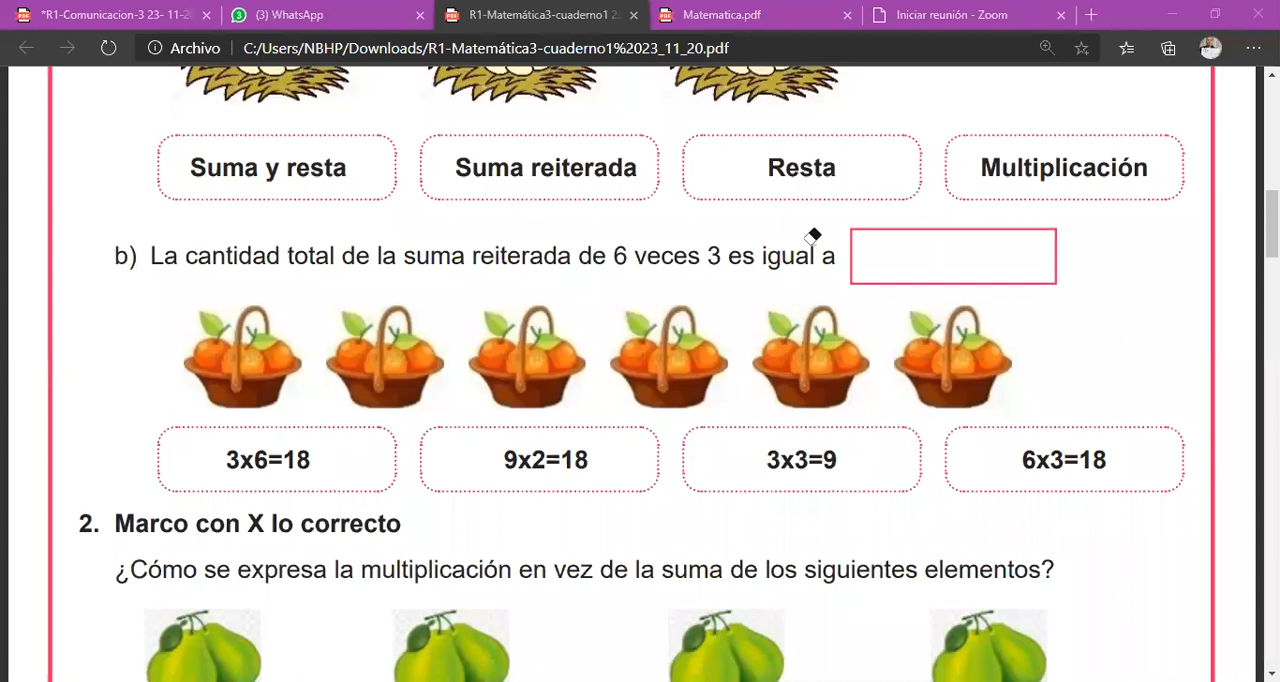 *R1-Comunicacion-3 23- 11-2
(3) WhatsApp
R1-Matemática3-cuaderno1 2
Matematica.pdf
Iniciar reunión - Zoom
Archivo
C:/Users/NBHP/Downloads/R1-Matemática3-cuaderno1%2023_11_20.pdf
Suma y resta
Suma reiterada
Resta
Multiplicación
b) La cantidad total de la suma reiterada de 6 veces 3 es igual a
3x6=18
9x2=18
3x3=9
6x3=18
2. Marco con X lo correcto
¿Cómo se expresa la multiplicación en vez de la suma de los siguientes elementos?